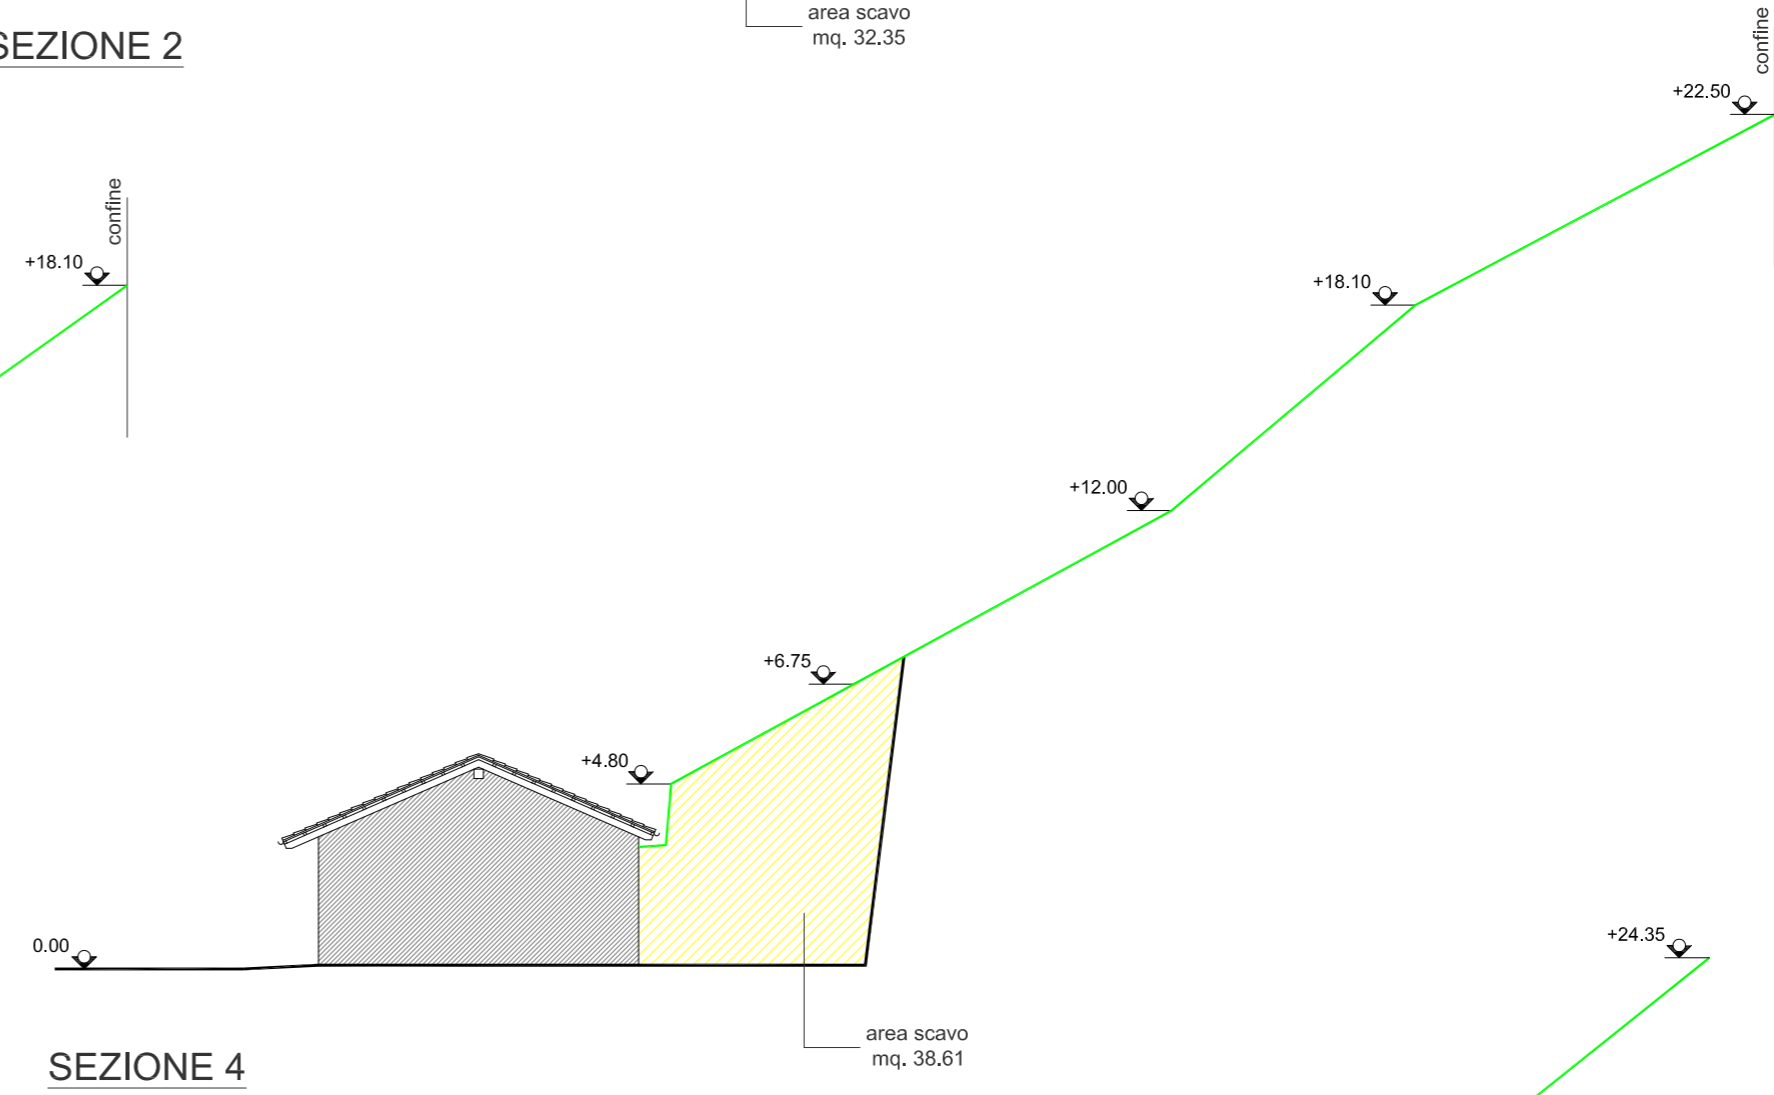 area scavo
mq. 32.35
SEZIONE 2
confine
+22.50
confine
+18.10
+18.10
+12.00
+6.75
+4.80
0.00
+24.35
area scavo
mq. 38.61
SEZIONE 4